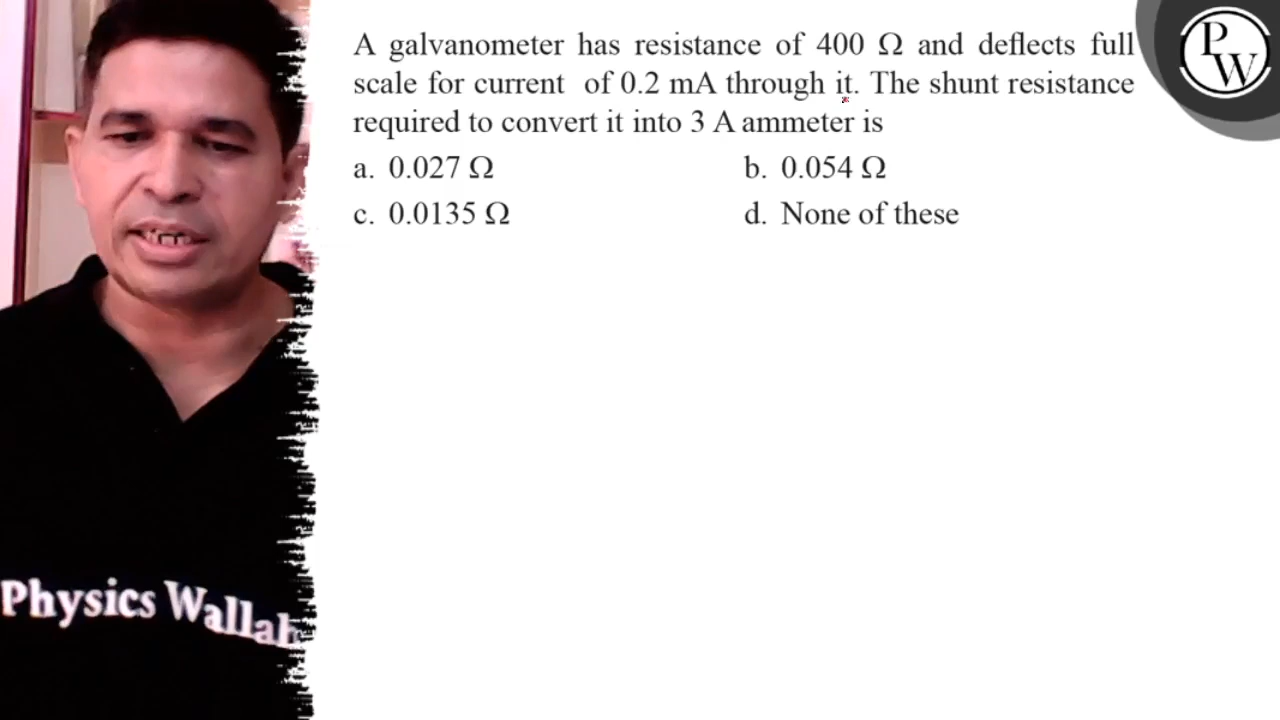 A galvanometer has resistance of 400 Ω and deflects full
scale for current of 0.2 mA through it. The shunt resistance
required to convert it into 3 A ammeter is
a. 0.027 Ω b. 0.054 Ω
c. 0.0135 Ω d. None of these
PW
Physics Wallah